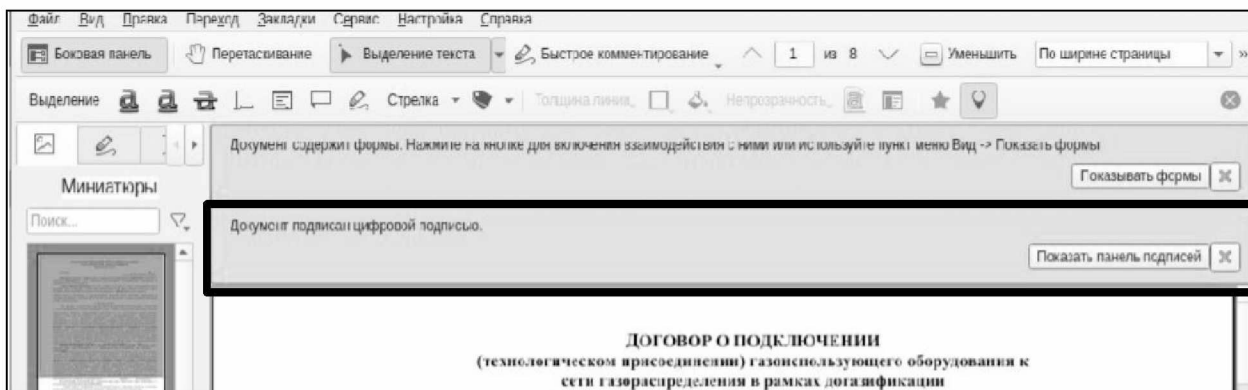 Файл Вид Правка Переход Закладки Сервис Настройка Справка
Боковая панель Перетаскивание Выделение текста Быстрое комментирование 1 из 8 Уменьшить По ширине страницы »
Выделение a a a Стрелка Толщина линии Непрозрачность
Документ содержит формы. Нажмите на кнопке для включения взаимодействия с ними или используйте пункт меню Вид -> Показать формы
Показывать формы
Миниатюры
Поиск...
Документ подписан цифровой подписью.
Показать панель подписей
ДОГОВОР О ПОДКЛЮЧЕНИИ
(технологическом присоединении) газоиспользующего оборудования к
сети газораспределения в рамках догазификации